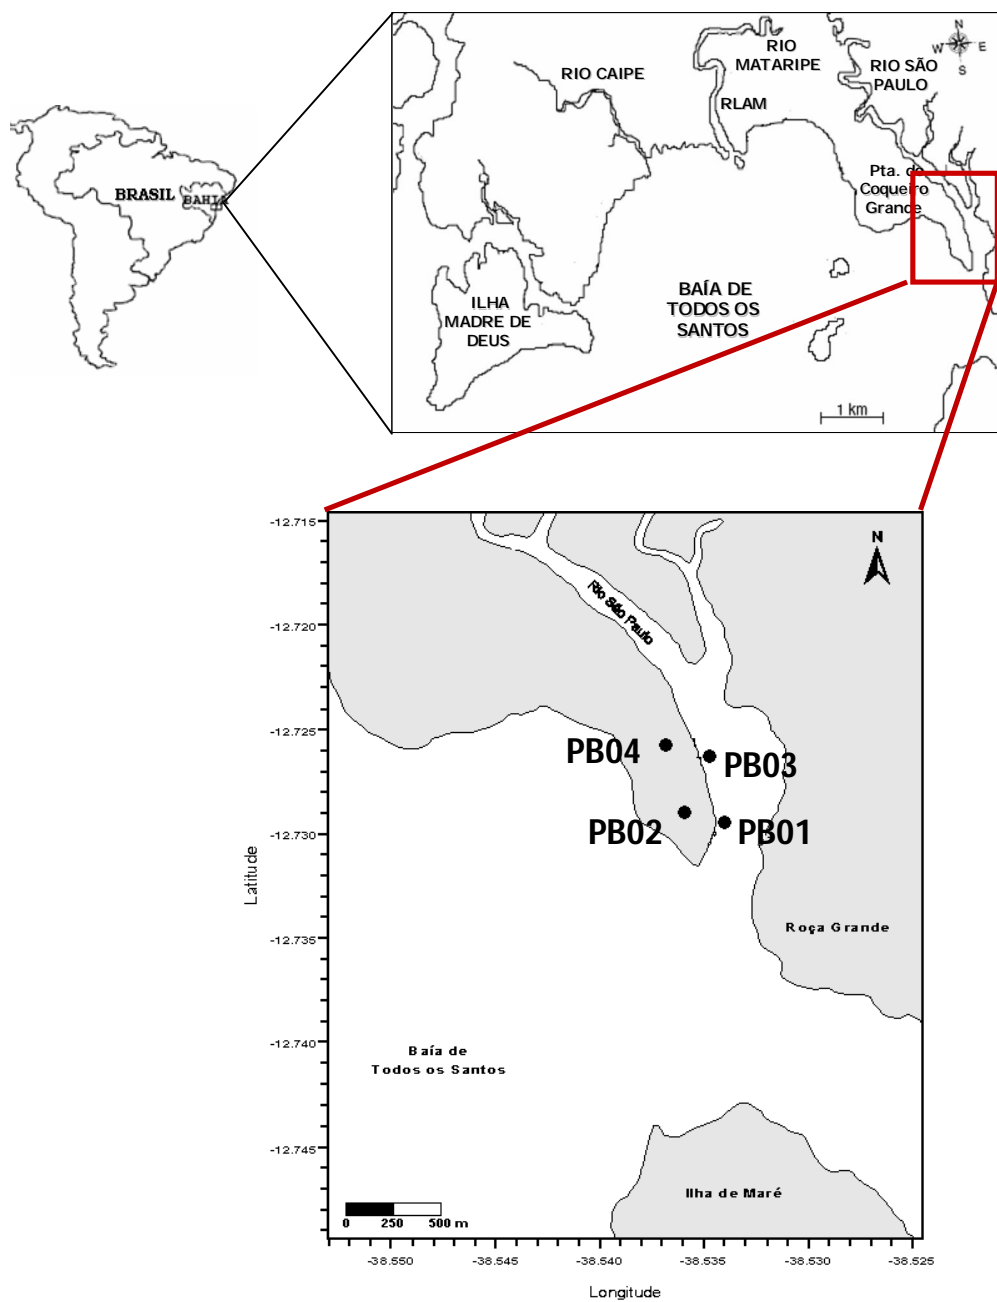 BRASIL
BAHIA
RIO CAIPE
RIO
MATARIPE
RLAM
RIO SÃO
PAULO
N
W
E
S
Pta. do
Coqueiro
Grande
ILHA
MADRE DE
DEUS
BAÍA DE
TODOS OS
SANTOS
1 km
N
Rio São Paulo
PB04
PB03
PB02
PB01
Roça Grande
Baía de
Todos os Santos
Ilha de Maré
0 250 500 m
Latitude
-12.715
-12.720
-12.725
-12.730
-12.735
-12.740
-12.745
-38.550
-38.545
-38.540
-38.535
-38.530
-38.525
Longitude